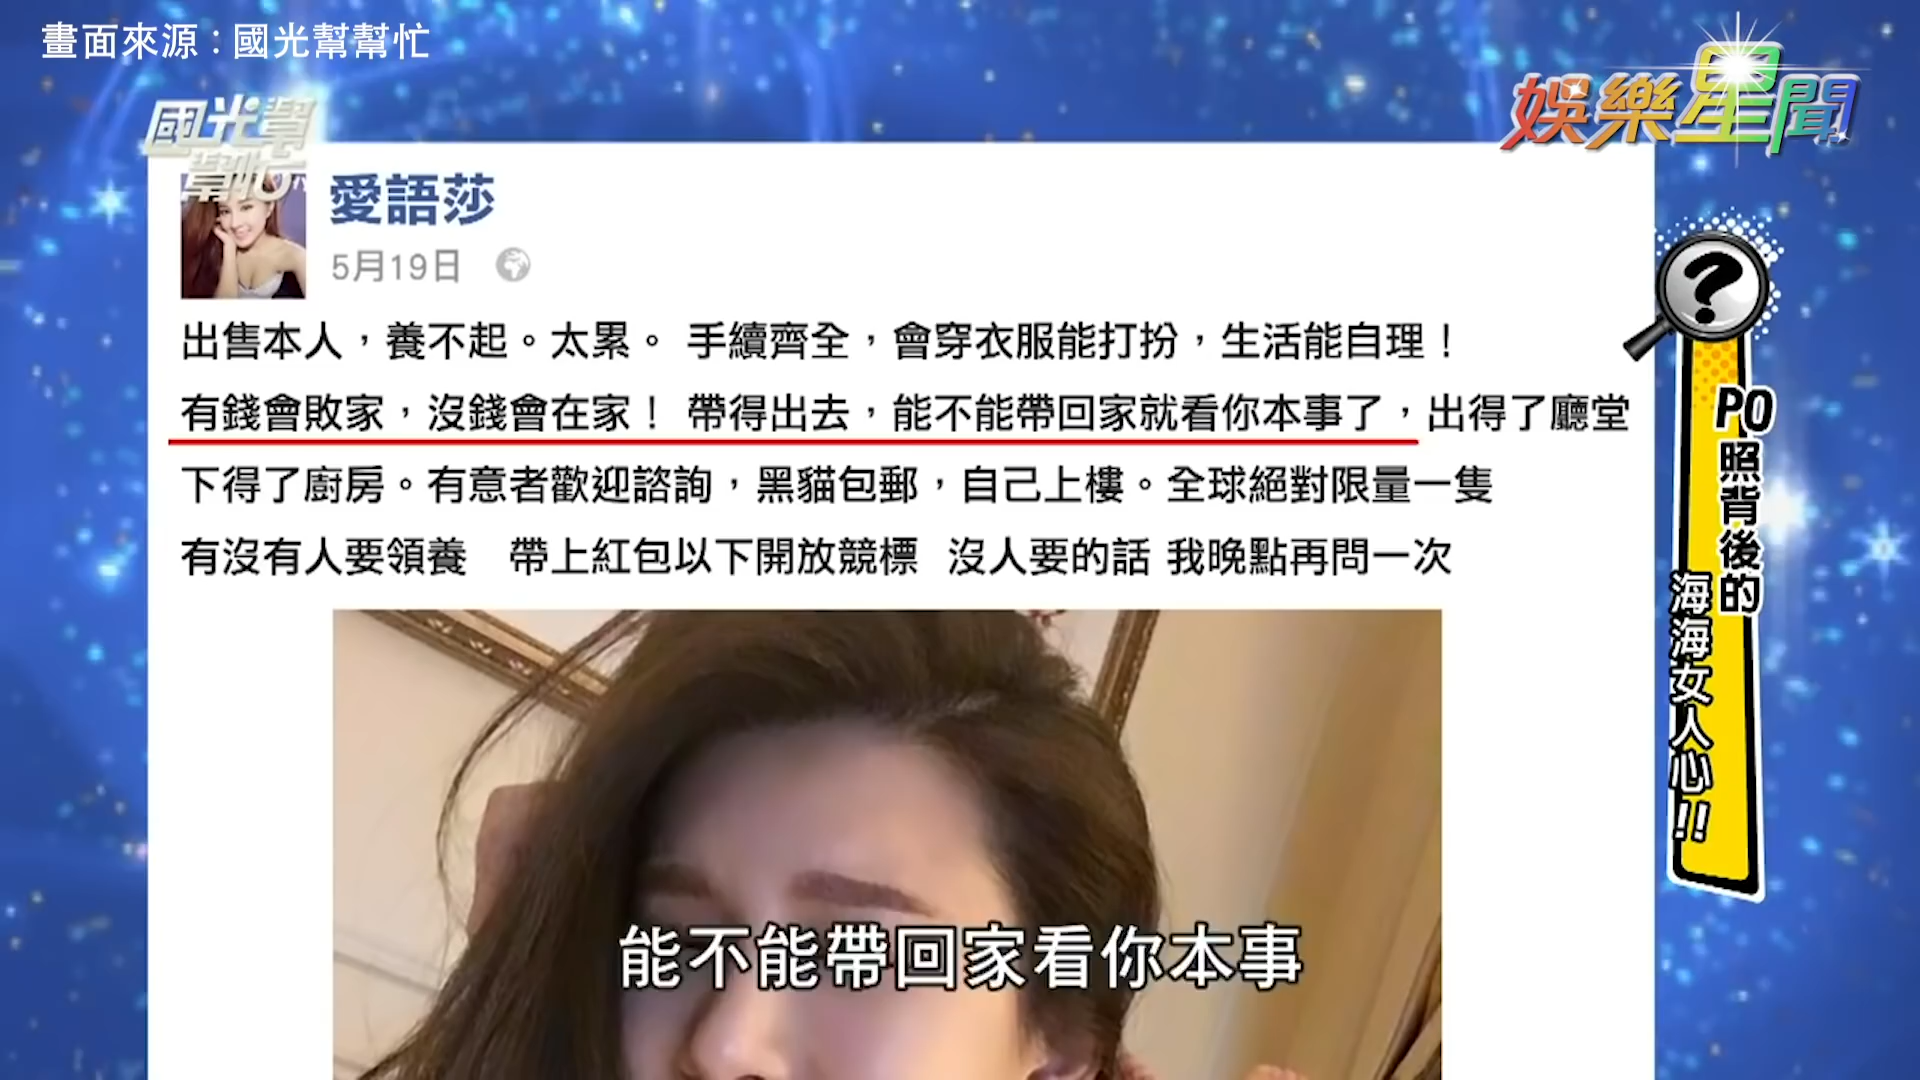 畫面來源：國光幫幫忙
娛樂星聞
國光幫
幫忙
愛語莎
5月19日
出售本人，養不起。太累。 手續齊全，會穿衣服能打扮，生活能自理！
有錢會敗家，沒錢會在家！ 帶得出去，能不能帶回家就看你本事了，出得了廳堂
下得了廚房。有意者歡迎諮詢，黑貓包郵，自己上樓。全球絕對限量一隻
有沒有人要領養 帶上紅包以下開放競標 沒人要的話 我晚點再問一次
?
PO照背後的
海海女人心!!
能不能帶回家看你本事